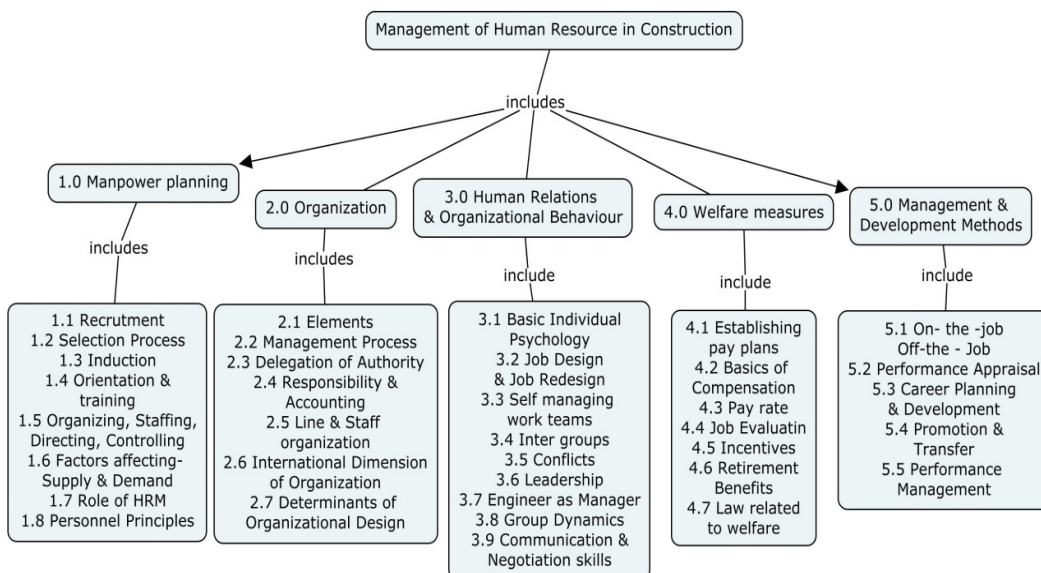 Management of Human Resource in Construction
includes
1.0 Manpower planning
2.0 Organization
3.0 Human Relations
& Organizational Behaviour
4.0 Welfare measures
5.0 Management &
Development Methods
includes
includes
include
include
include
1.1 Recrutment
1.2 Selection Process
1.3 Induction
1.4 Orientation &
training
1.5 Organizing, Staffing,
Directing, Controlling
1.6 Factors affecting-
Supply & Demand
1.7 Role of HRM
1.8 Personnel Principles
2.1 Elements
2.2 Management Process
2.3 Delegation of Authority
2.4 Responsibility &
Accounting
2.5 Line & Staff
organization
2.6 International Dimension
of Organization
2.7 Determinants of
Organizational Design
3.1 Basic Individual
Psychology
3.2 Job Design
& Job Redesign
3.3 Self managing
work teams
3.4 Inter groups
3.5 Conflicts
3.6 Leadership
3.7 Engineer as Manager
3.8 Group Dynamics
3.9 Communication &
Negotiation skills
4.1 Establishing
pay plans
4.2 Basics of
Compensation
4.3 Pay rate
4.4 Job Evaluatin
4.5 Incentives
4.6 Retirement
Benefits
4.7 Law related
to welfare
5.1 On- the -job
Off-the - Job
5.2 Performance Appraisal
5.3 Career Planning
& Development
5.4 Promotion &
Transfer
5.5 Performance
Management